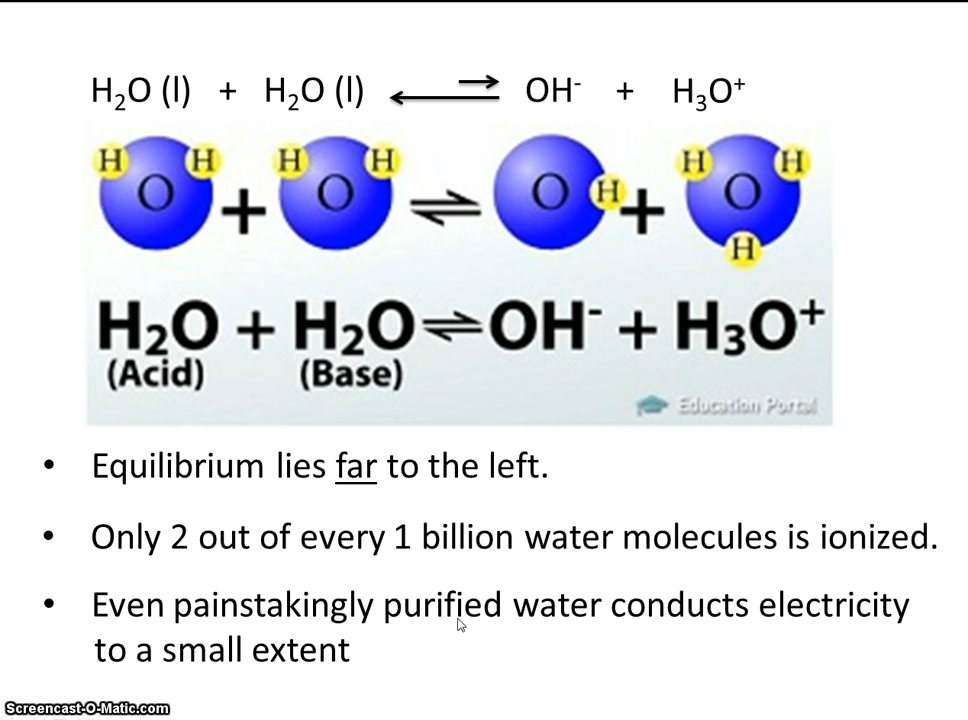 H₂O (l) + H₂O (l) ⇄ OH⁻ + H₃O⁺
H H H H H H H
O + O ⇌ O + O
H
H₂O + H₂O ⇌ OH⁻ + H₃O⁺
(Acid) (Base)
Education Portal
• Equilibrium lies far to the left.
• Only 2 out of every 1 billion water molecules is ionized.
• Even painstakingly purified water conducts electricity
to a small extent
Screencast-O-Matic.com